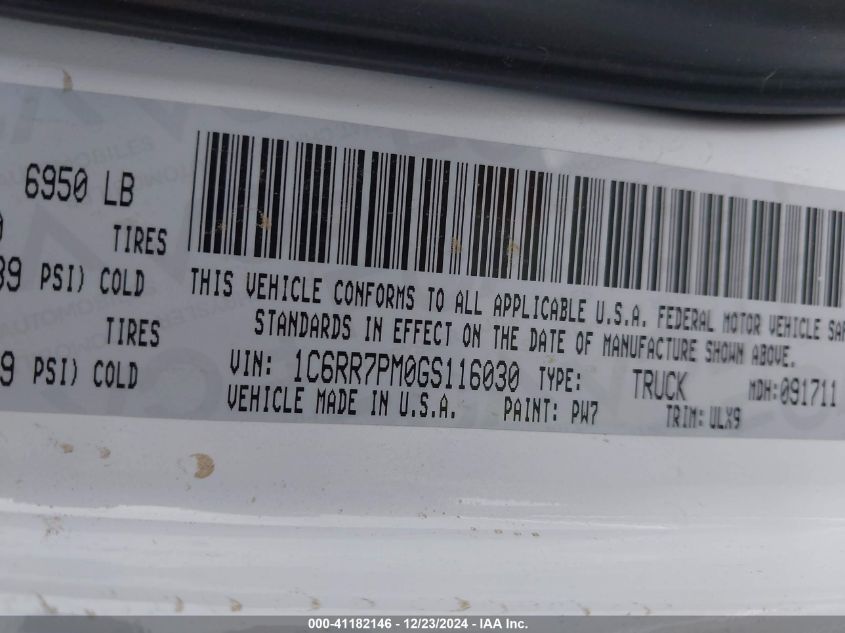 6950 LB
TIRES
PSI) COLD
THIS VEHICLE CONFORMS TO ALL APPLICABLE U.S.A. FEDERAL MOTOR VEHICLE
STANDARDS IN EFFECT ON THE DATE OF MANUFACTURE SHOWN ABOVE.
TIRES
9 PSI) COLD
VIN: 1C6RR7PM0GS116030 TYPE: TRUCK MDH: 091711
VEHICLE MADE IN U.S.A. PAINT: PW7 TRIM: ULX9
000-41182146 - 12/23/2024 - IAA Inc.